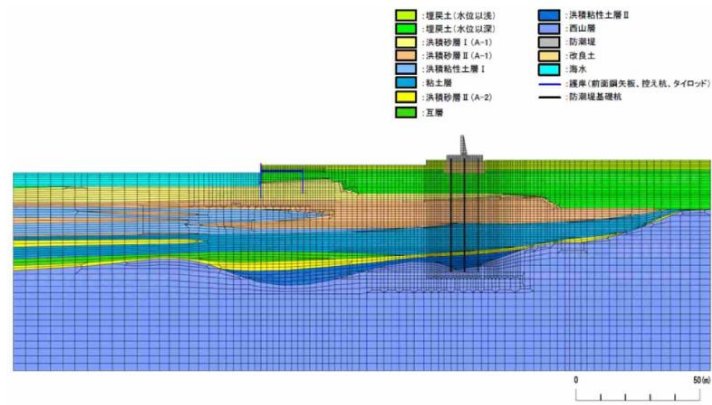 :埋戻土(水位以浅)
:埋戻土(水位以深)
:洪積砂層Ⅰ(A-1)
:洪積砂層Ⅱ(A-1)
:洪積粘性土層Ⅰ
:粘土層
:洪積砂層Ⅱ(A-2)
:互層
:洪積粘性土層Ⅱ
:西山層
:防潮堤
:改良土
:海水
:護岸(前面鋼矢板、控え杭、タイロッド)
:防潮堤基礎杭
0 50(m)